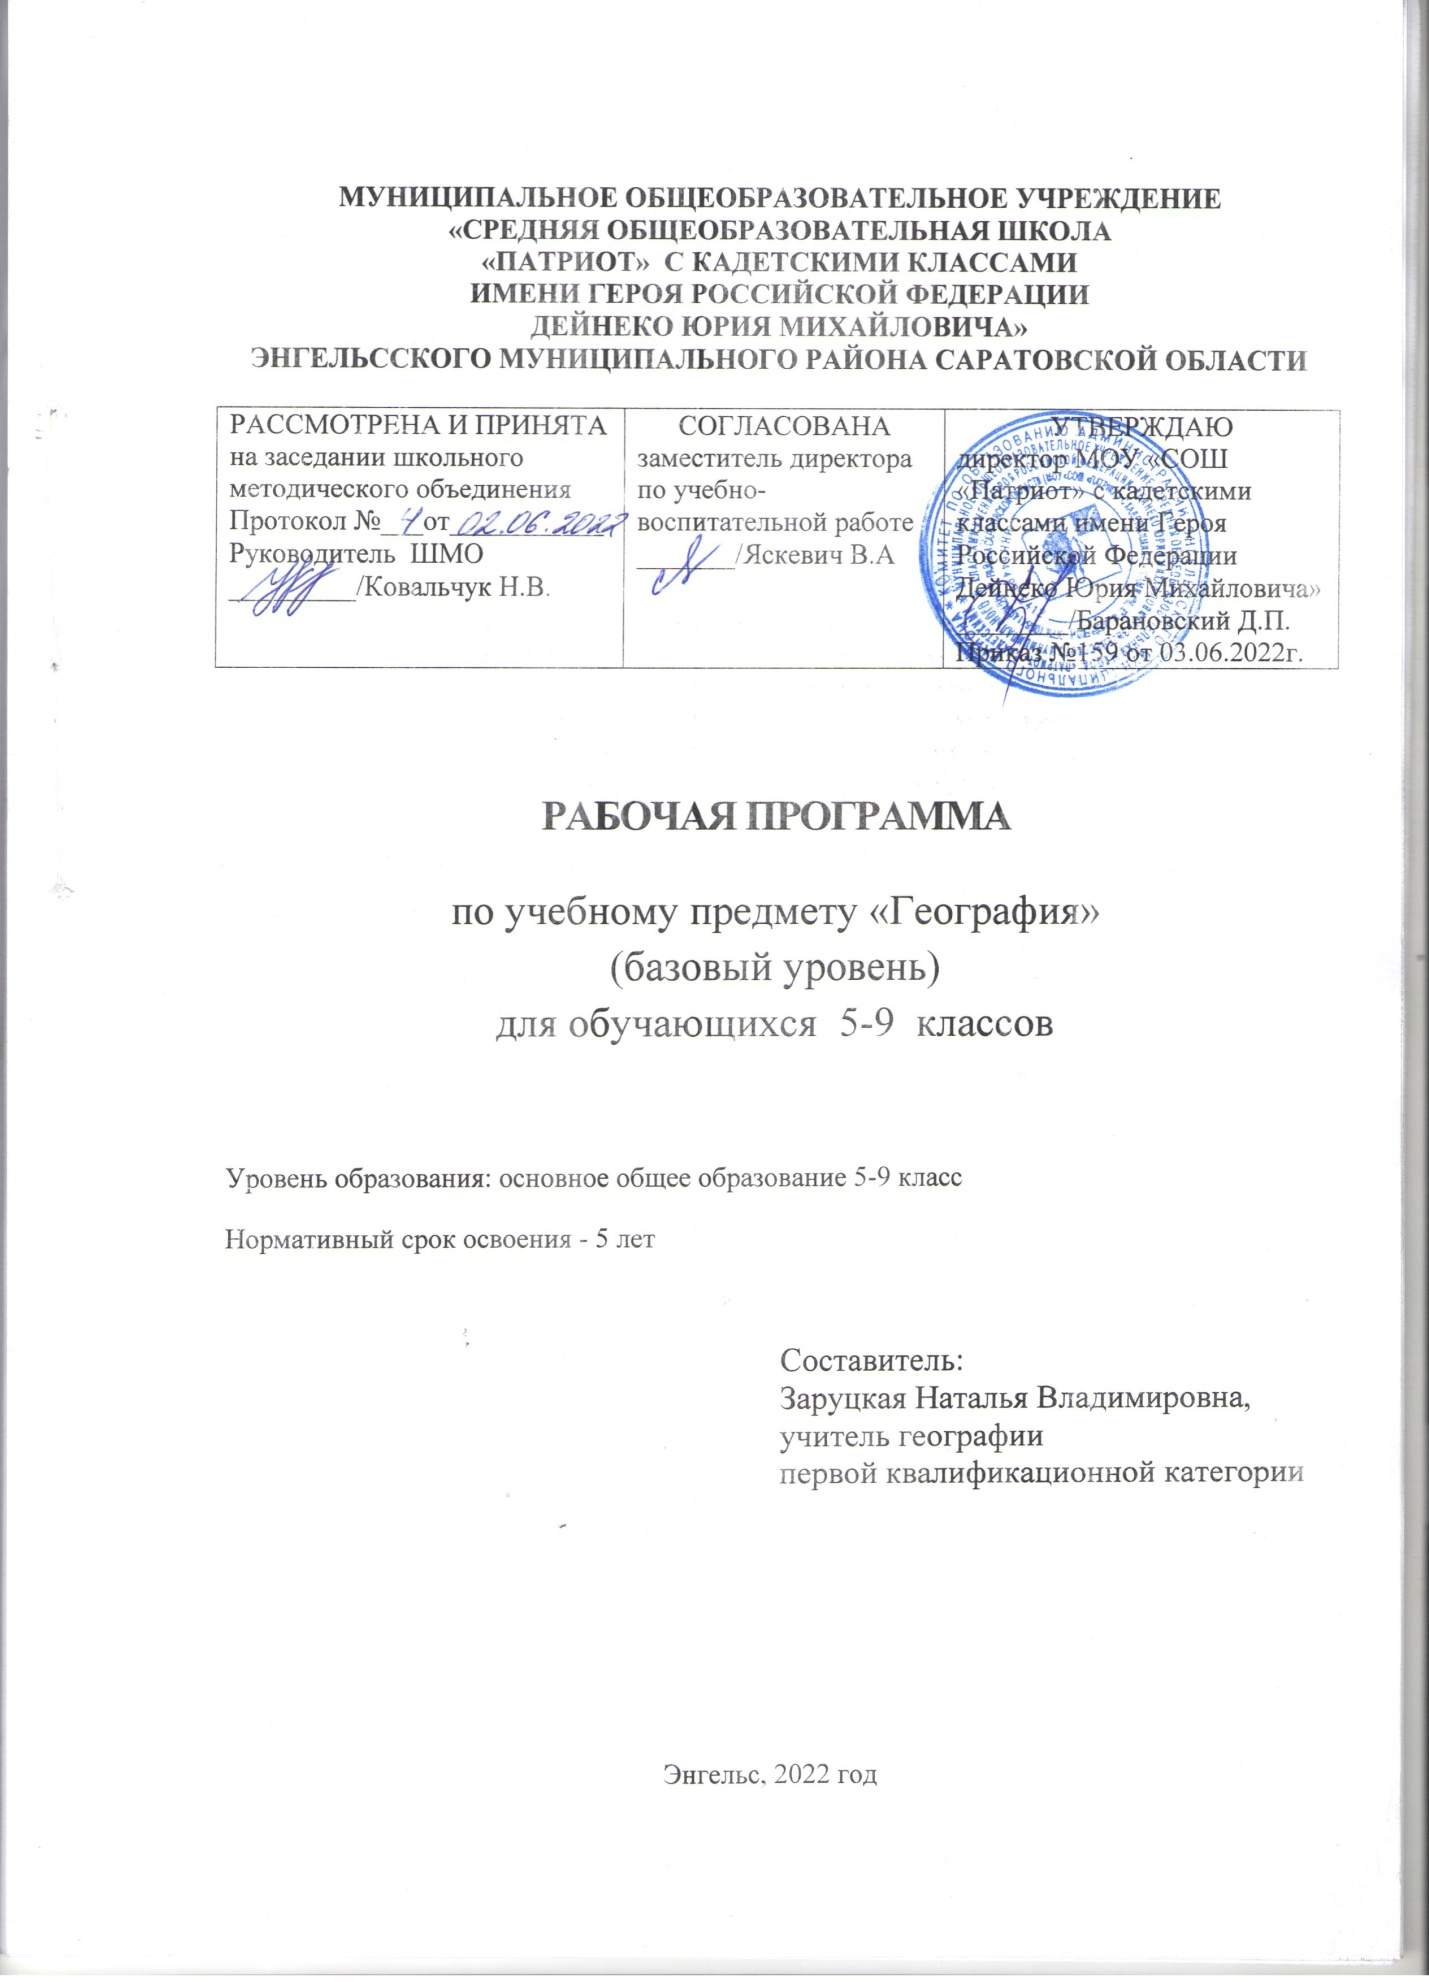 МУНИЦИПАЛЬНОЕ ОБЩЕОБРАЗОВАТЕЛЬНОЕ УЧРЕЖДЕНИЕ
«СРЕДНЯЯ ОБЩЕОБРАЗОВАТЕЛЬНАЯ ШКОЛА
«ПАТРИОТ» С КАДЕТСКИМИ КЛАССАМИ
ИМЕНИ ГЕРОЯ РОССИЙСКОЙ ФЕДЕРАЦИИ
ДЕЙНЕКО ЮРИЯ МИХАЙЛОВИЧА»
ЭНГЕЛЬССКОГО МУНИЦИПАЛЬНОГО РАЙОНА САРАТОВСКОЙ ОБЛАСТИ
РАССМОТРЕНА И ПРИНЯТА
на заседании школьного
методического объединения
Протокол № 4 от 02.06.2022
Руководитель ШМО
/Ковальчук Н.В.
СОГЛАСОВАНА
заместитель директора
по учебно-
воспитательной работе
/Яскевич В.А
УТВЕРЖДАЮ
директор МОУ «СОШ
«Патриот» с кадетскими
классами имени Героя
Российской Федерации
Дейнеко Юрия Михайловича»
/Барановский Д.П.
Приказ №159 от 03.06.2022г.
РАБОЧАЯ ПРОГРАММА
по учебному предмету «География»
(базовый уровень)
для обучающихся 5-9 классов
Уровень образования: основное общее образование 5-9 класс
Нормативный срок освоения - 5 лет
Составитель:
Заруцкая Наталья Владимировна,
учитель географии
первой квалификационной категории
Энгельс, 2022 год